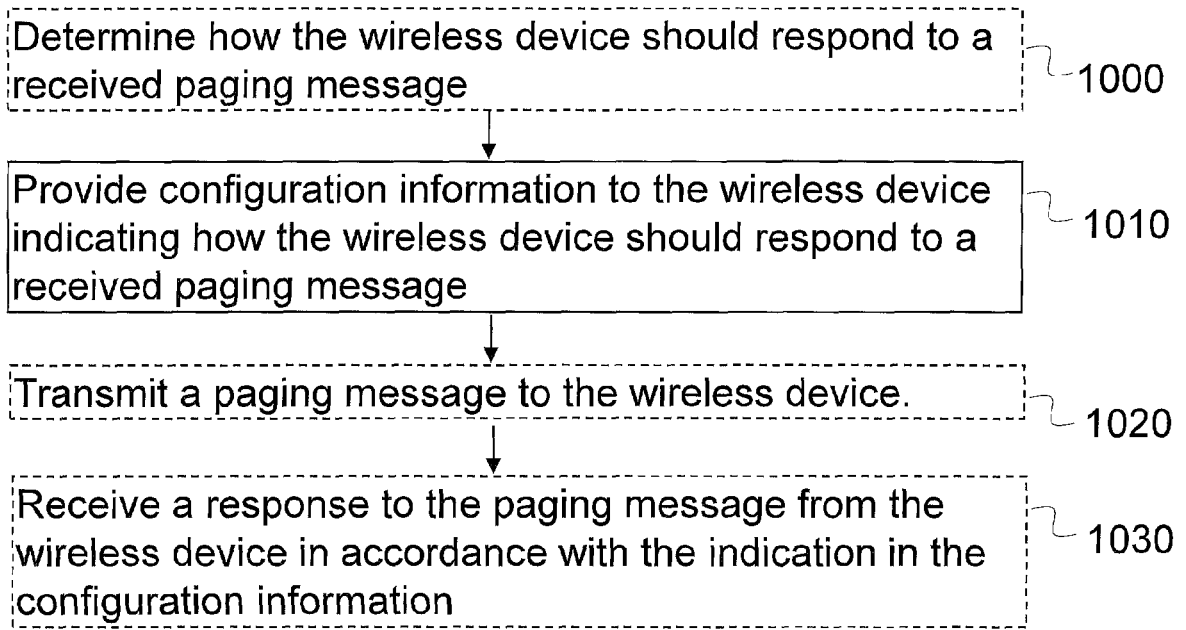 Determine how the wireless device should respond to a
received paging message
1000
Provide configuration information to the wireless device
indicating how the wireless device should respond to a
received paging message
1010
Transmit a paging message to the wireless device.
1020
Receive a response to the paging message from the
wireless device in accordance with the indication in the
configuration information
1030